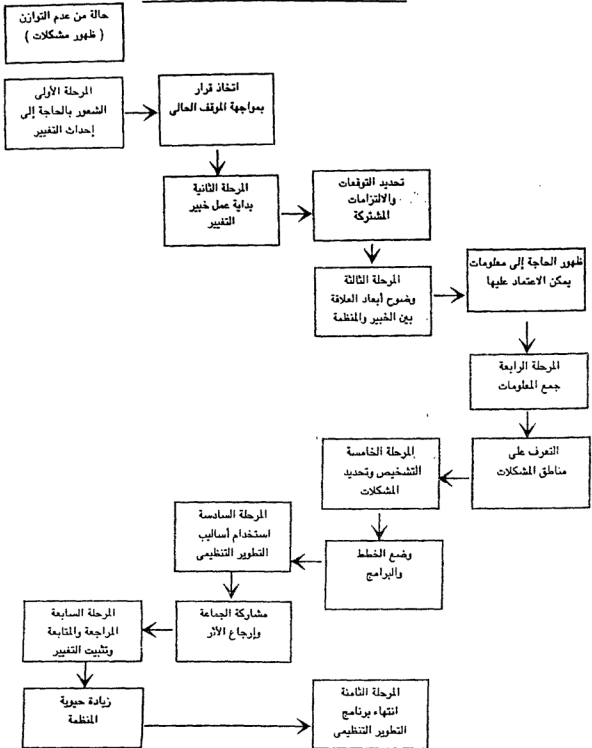 حالة من عدم التوازن
( ظهور مشكلات )
المرحلة الأولى
الشعور بالحاجة إلى
إحداث التغيير
اتخاذ قرار
بمواجهة الموقف الحالى
المرحلة الثانية
بداية عمل خبير
التغيير
تحديد التوقعات
والالتزامات
المشتركة
المرحلة الثالثة
وضوح أبعاد العلاقة
بين الخبير والمنظمة
ظهور الحاجة إلى معلومات
يمكن الاعتماد عليها
المرحلة الرابعة
جمع المعلومات
التعرف على
مناطق المشكلات
المرحلة الخامسة
التشخيص وتحديد
المشكلات
وضع الخطط
والبرامج
المرحلة السادسة
استخدام أساليب
التطوير التنظيمى
مشاركة الجماعة
وإرجاع الأثر
المرحلة السابعة
المراجعة والمتابعة
وتثبيت التغيير
زيادة حيوية
المنظمة
المرحلة الثامنة
انتهاء برنامج
التطوير التنظيمى